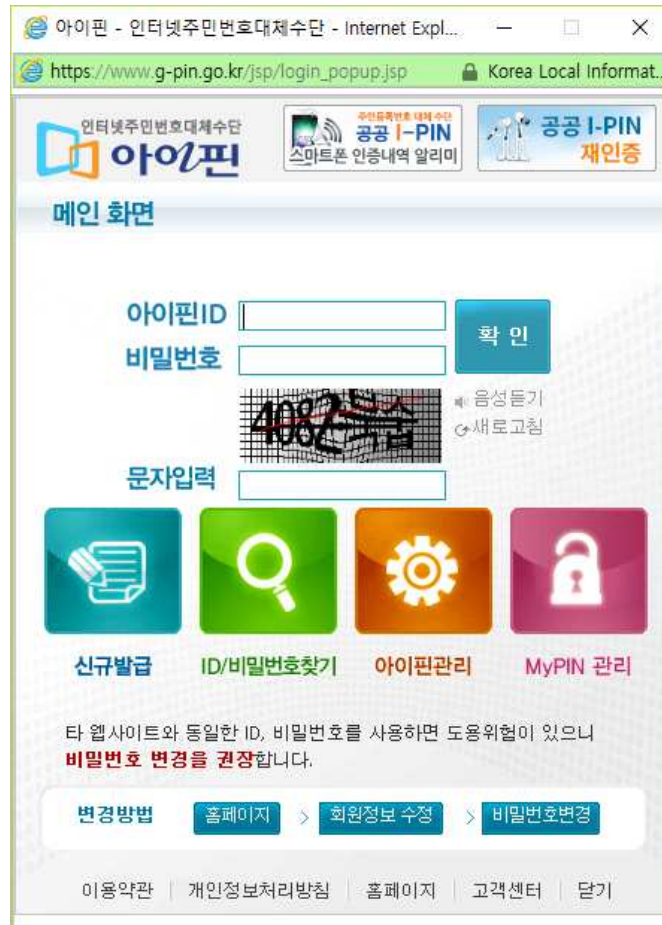 아이핀 - 인터넷주민번호대체수단 - Internet Expl...
https://www.g-pin.go.kr/jsp/login_popup.jsp
Korea Local Informat...
인터넷주민번호대체수단
아이핀
주민등록번호 대체 수단
공공 I-PIN
스마트폰 인증내역 알리미
공공 I-PIN
재인증
메인 화면
아이핀ID
비밀번호
확 인
음성듣기
새로고침
문자입력
신규발급
ID/비밀번호찾기
아이핀관리
MyPIN 관리
타 웹사이트와 동일한 ID, 비밀번호를 사용하면 도용위험이 있으니
비밀번호 변경을 권장합니다.
변경방법 홈페이지 > 회원정보 수정 > 비밀번호변경
이용약관 | 개인정보처리방침 | 홈페이지 | 고객센터 | 닫기